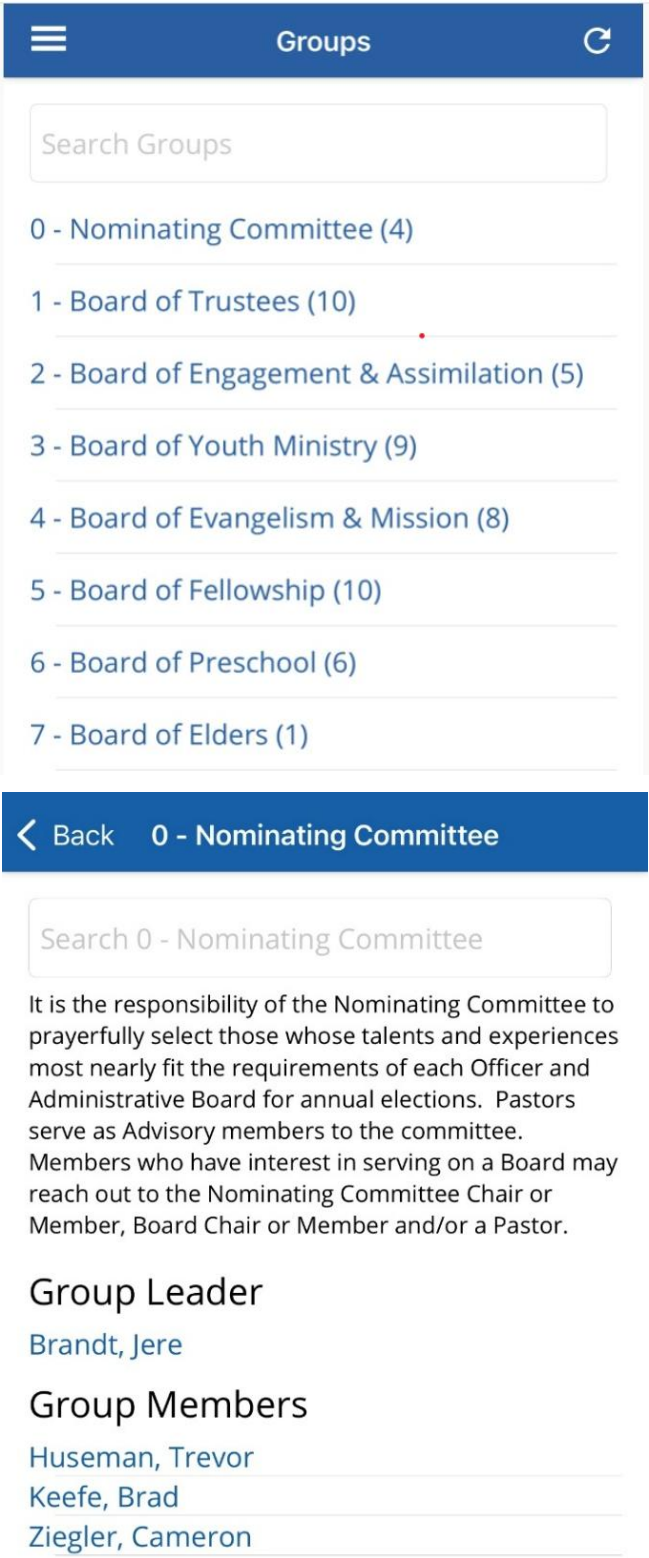 Groups
Search Groups
0 - Nominating Committee (4)
1 - Board of Trustees (10)
2 - Board of Engagement & Assimilation (5)
3 - Board of Youth Ministry (9)
4 - Board of Evangelism & Mission (8)
5 - Board of Fellowship (10)
6 - Board of Preschool (6)
7 - Board of Elders (1)
Back 0 - Nominating Committee
Search 0 - Nominating Committee
It is the responsibility of the Nominating Committee to
prayerfully select those whose talents and experiences
most nearly fit the requirements of each Officer and
Administrative Board for annual elections.  Pastors
serve as Advisory members to the committee.
Members who have interest in serving on a Board may
reach out to the Nominating Committee Chair or
Member, Board Chair or Member and/or a Pastor.
Group Leader
Brandt, Jere
Group Members
Huseman, Trevor
Keefe, Brad
Ziegler, Cameron